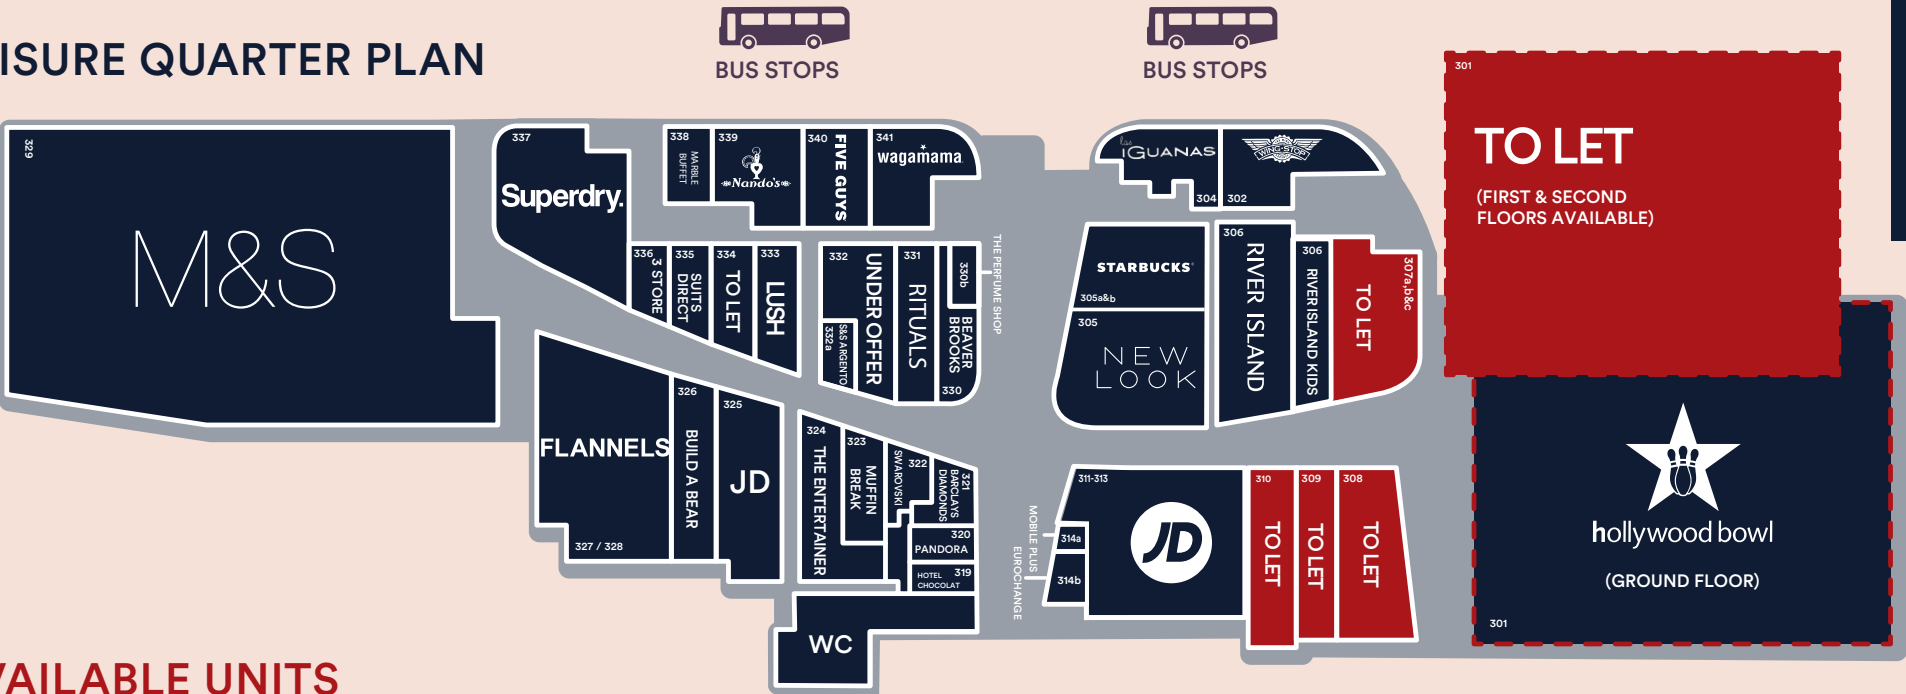 ISURE QUARTER PLAN
BUS STOPS
BUS STOPS
329
M&S
337
Superdry.
338
MARBLE
BUFFET
339
Nando's
340
FIVE GUYS
341
wagamama
las
iGUANAS
304
WING·STOP
302
336
3 STORE
335
SUITS
DIRECT
334
TO LET
333
LUSH
332
UNDER OFFER
332a
S&S ARGENTO
331
RITUALS
330b
THE PERFUME SHOP
BEAVER
BROOKS
330
STARBUCKS
305a&b
305
NEW
LOOK
306
RIVER ISLAND
306
RIVER ISLAND KIDS
307a,b&c
TO LET
301
TO LET
(FIRST & SECOND
FLOORS AVAILABLE)
FLANNELS
327 / 328
326
BUILD A BEAR
325
JD
324
THE ENTERTAINER
323
MUFFIN
BREAK
322
SWAROVSKI
321
BARCLAYS
DIAMONDS
320
PANDORA
319
HOTEL
CHOCOLAT
WC
311-313
JD
314a
MOBILE PLUS
314b
EUROCHANGE
310
TO LET
309
TO LET
308
TO LET
hollywood bowl
(GROUND FLOOR)
301
VAILABLE UNITS